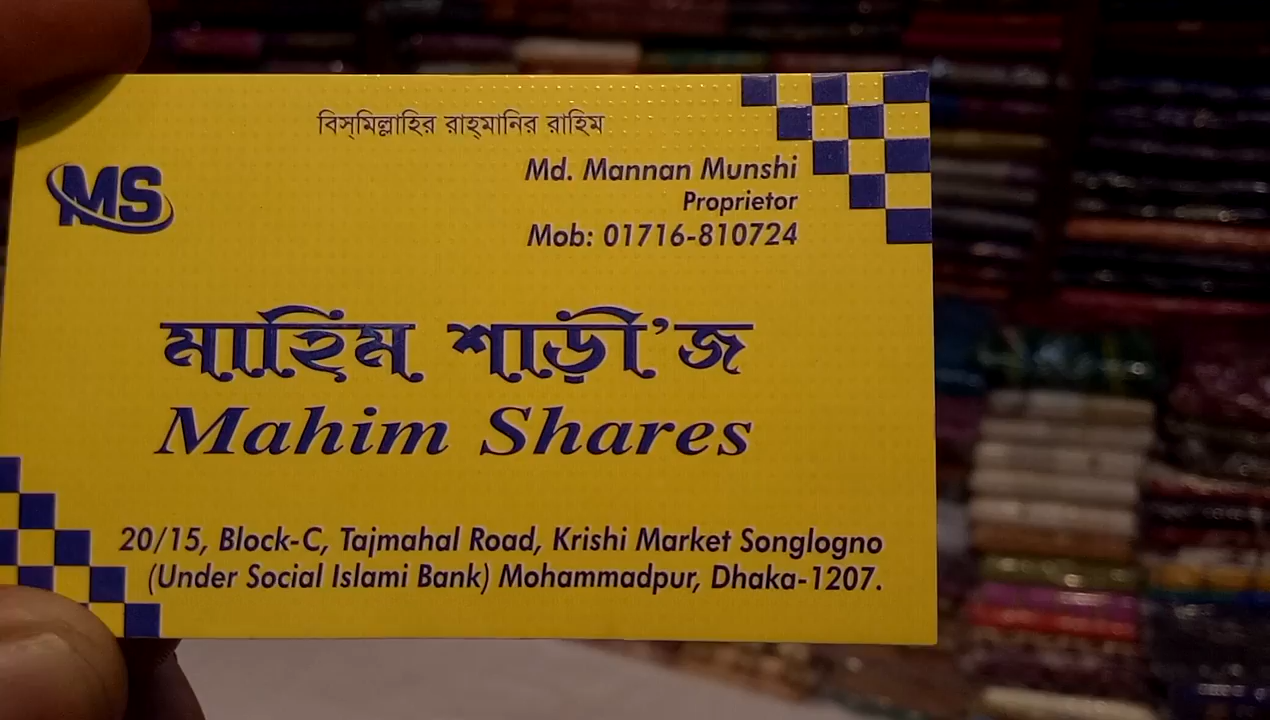 বিস্‌মিল্লাহির রাহ্‌মানির রাহিম
MS
Md. Mannan Munshi
Proprietor
Mob: 01716-810724
মাহিম শাড়ী'জ
Mahim Shares
20/15, Block-C, Tajmahal Road, Krishi Market Songlogno
(Under Social Islami Bank) Mohammadpur, Dhaka-1207.